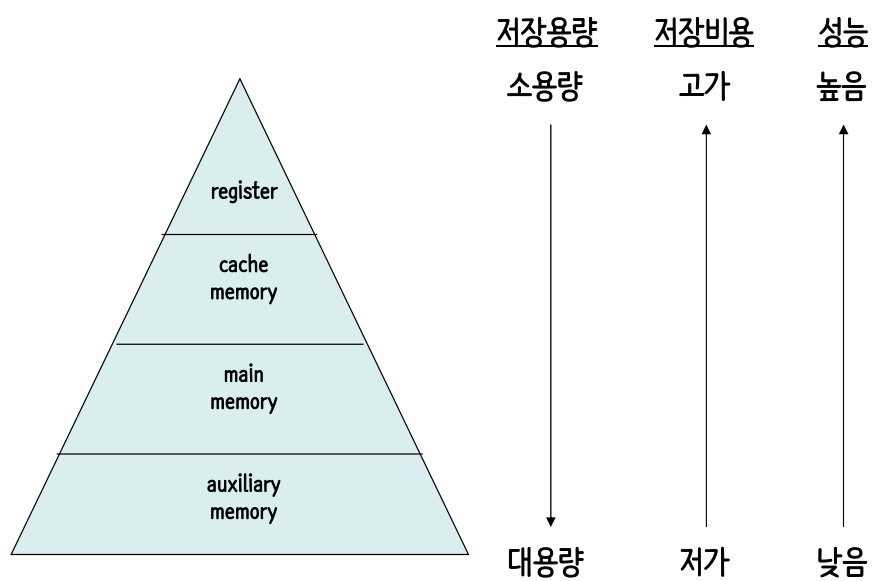 저장용량 저장비용 성능
소용량 고가 높음
register
cache
memory
main
memory
auxiliary
memory
대용량 저가 낮음